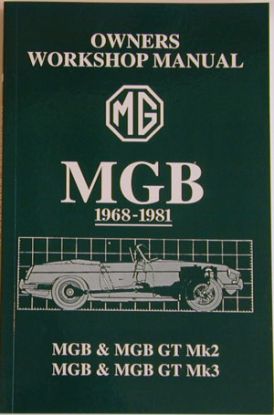 OWNERS
WORKSHOP MANUAL
MG
MGB
1968-1981
MGB & MGB GT Mk2
MGB & MGB GT Mk3